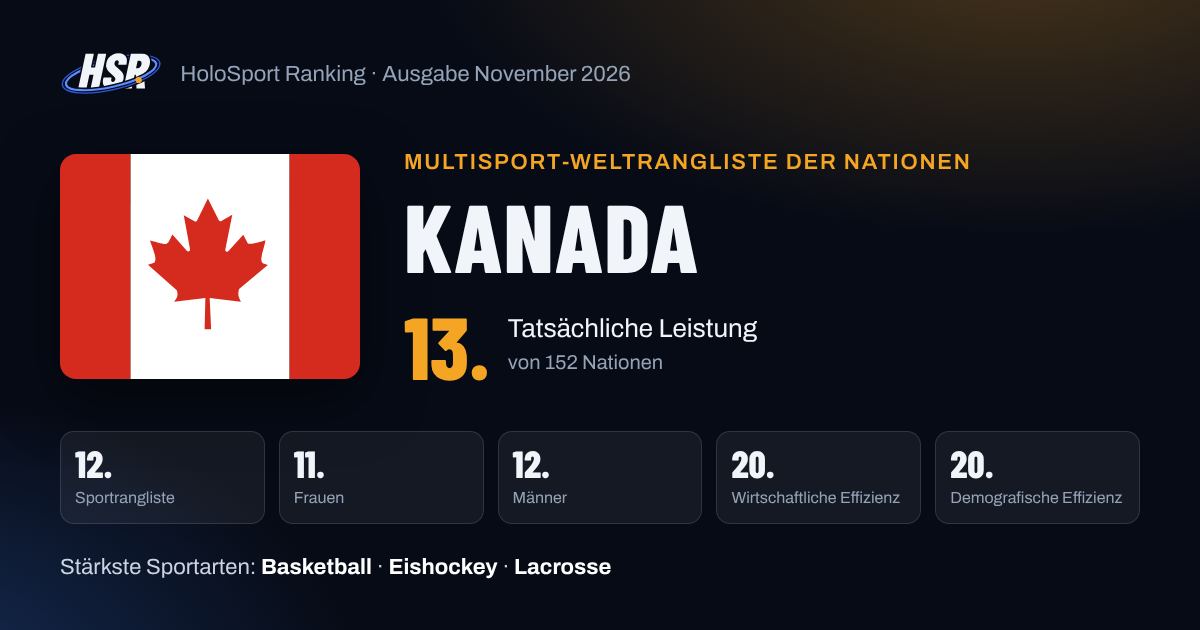 HSR HoloSport Ranking · Ausgabe November 2026
MULTISPORT-WELTRANGLISTE DER NATIONEN
KANADA
13. Tatsächliche Leistung
von 152 Nationen
12.
Sportrangliste
11.
Frauen
12.
Männer
20.
Wirtschaftliche Effizienz
20.
Demografische Effizienz
Stärkste Sportarten: Basketball · Eishockey · Lacrosse